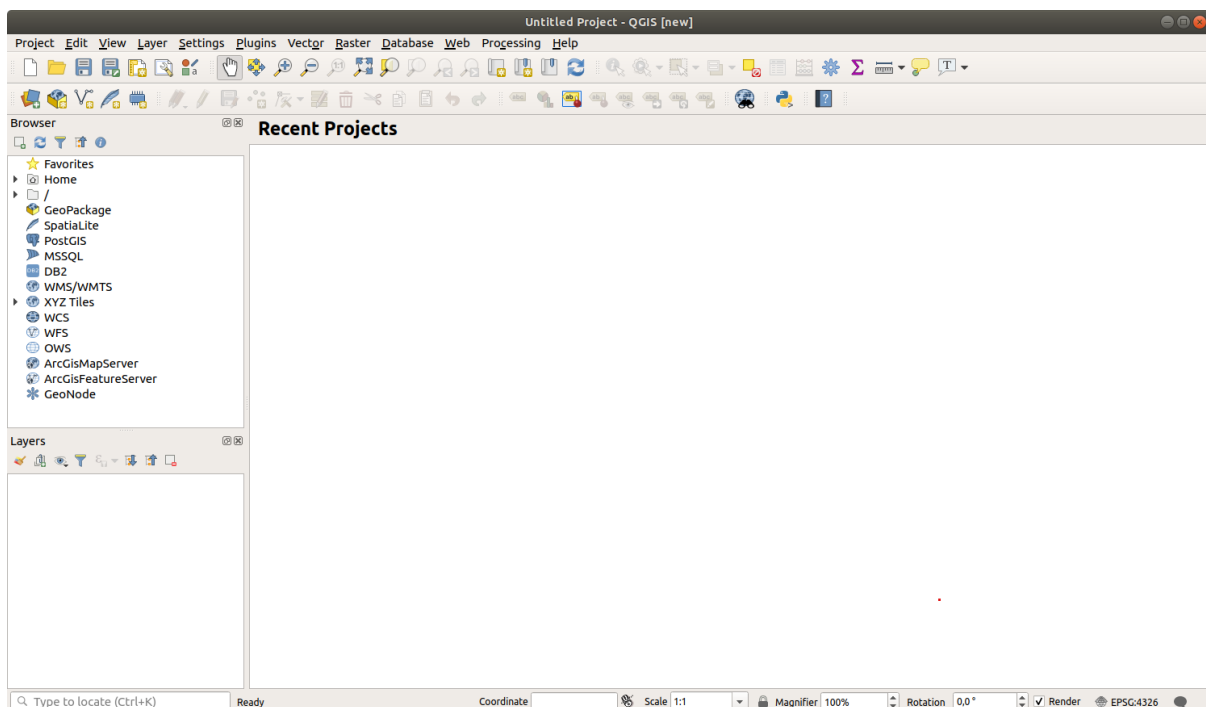 Untitled Project - QGIS [new]
Project Edit View Layer Settings Plugins Vector Raster Database Web Processing Help
Browser
Recent Projects
Favorites
Home
/
GeoPackage
SpatiaLite
PostGIS
MSSQL
DB2
WMS/WMTS
XYZ Tiles
WCS
WFS
OWS
ArcGisMapServer
ArcGisFeatureServer
GeoNode
Layers
Type to locate (Ctrl+K) Ready Coordinate Scale 1:1 Magnifier 100% Rotation 0,0 ° Render EPSG:4326